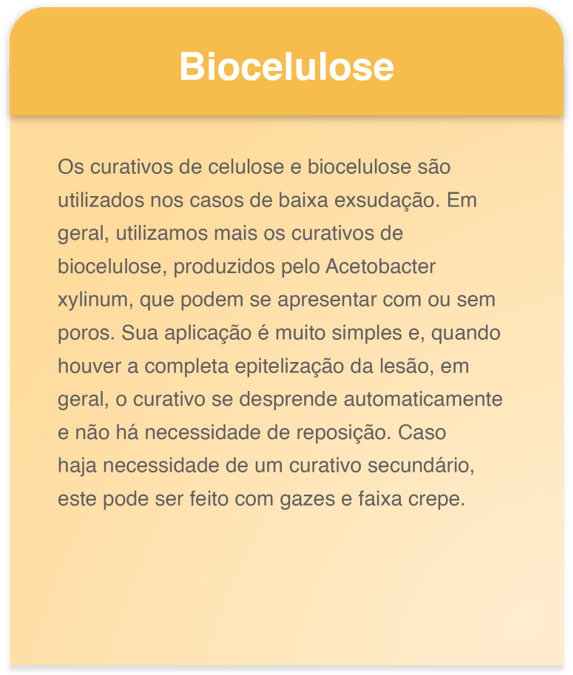 Biocelulose
Os curativos de celulose e biocelulose são
utilizados nos casos de baixa exsudação. Em
geral, utilizamos mais os curativos de
biocelulose, produzidos pelo Acetobacter
xylinum, que podem se apresentar com ou sem
poros. Sua aplicação é muito simples e, quando
houver a completa epitelização da lesão, em
geral, o curativo se desprende automaticamente
e não há necessidade de reposição. Caso
haja necessidade de um curativo secundário,
este pode ser feito com gazes e faixa crepe.